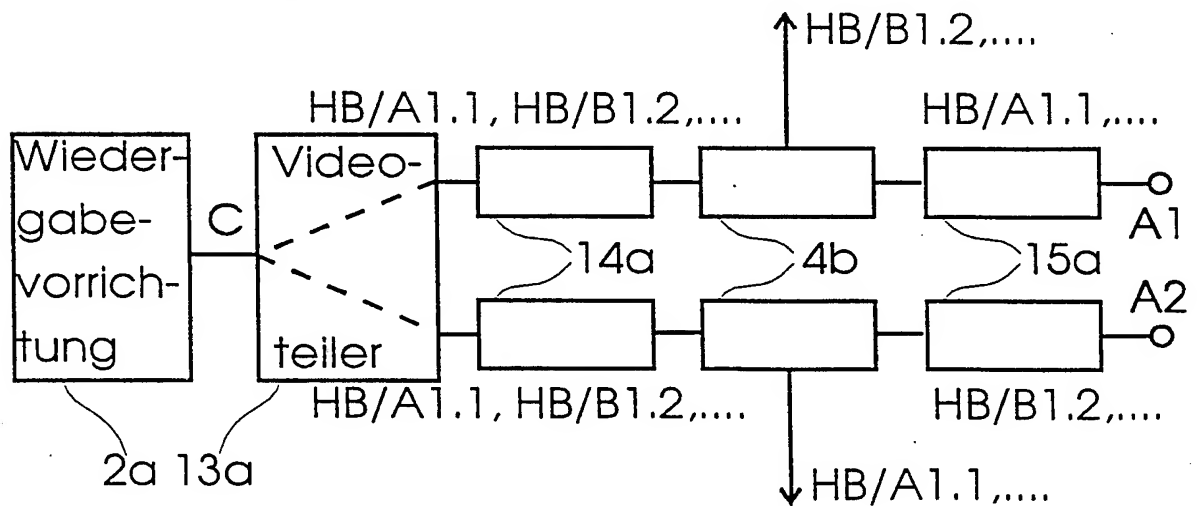 HB/B1.2,....
HB/A1.1, HB/B1.2,....
HB/A1.1,....
Wieder-
gabe-
vorrich-
tung
C
Video-
teiler
14a
4b
15a
A1
A2
HB/A1.1, HB/B1.2,....
HB/B1.2,....
2a
13a
HB/A1.1,....